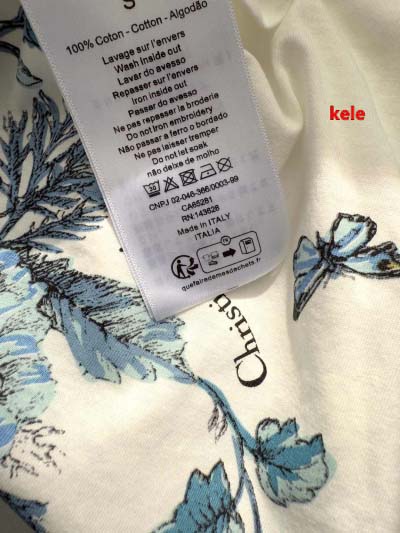 S
100% Coton - Cotton - Algodão
Lavage sur l'envers
Wash inside out
Lavar do avesso
Repasser sur l'envers
Iron inside out
Passar do avesso
Ne pas repasser la broderie
Do not iron embroidery
Não passar a ferro o bordado
Ne pas laisser tremper
Do not let soak
não deixe de molho
30
CNPJ 02-046-366.0003-99
CA65281
RN:143626
Made in ITALY
ITALIA
quefairedemesdechets.fr
Christi
kele